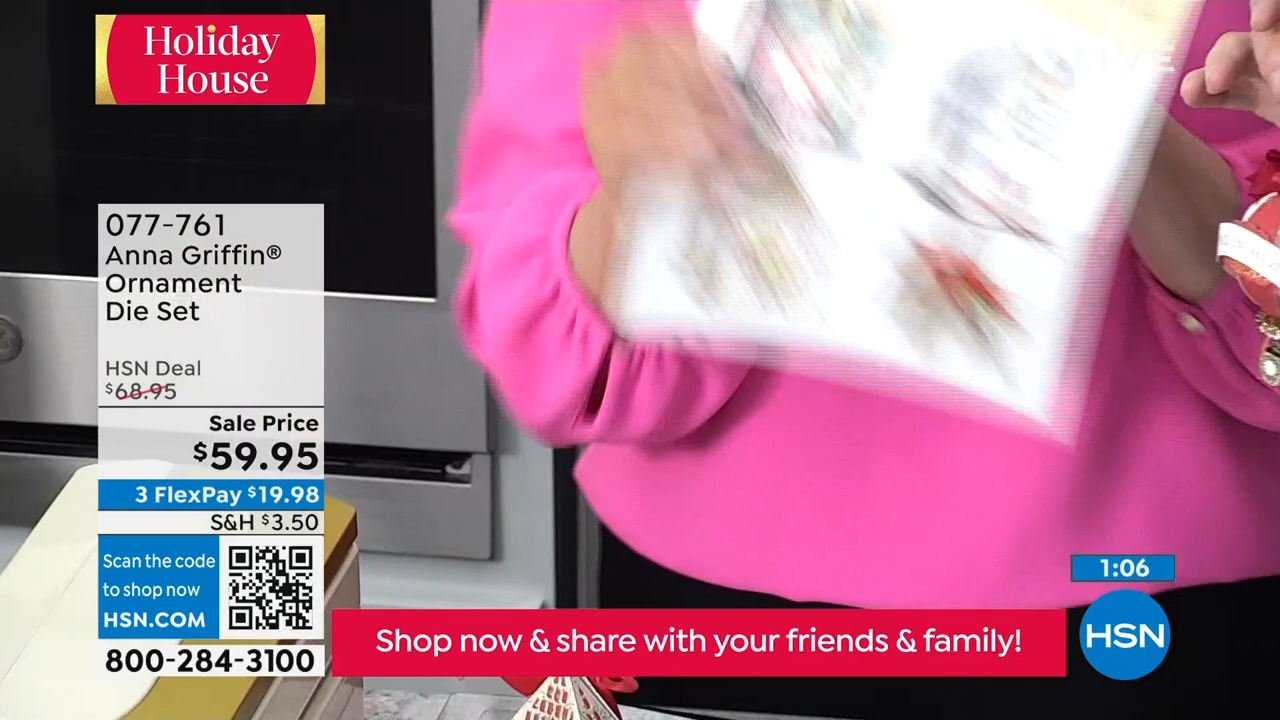 Holiday
House
LIVE
077-761
Anna Griffin®
Ornament
Die Set
HSN Deal
$68.95
Sale Price
$59.95
3 FlexPay $19.98
S&H $3.50
Scan the code
to shop now
HSN.COM
800-284-3100
1:06
Shop now & share with your friends & family!
HSN